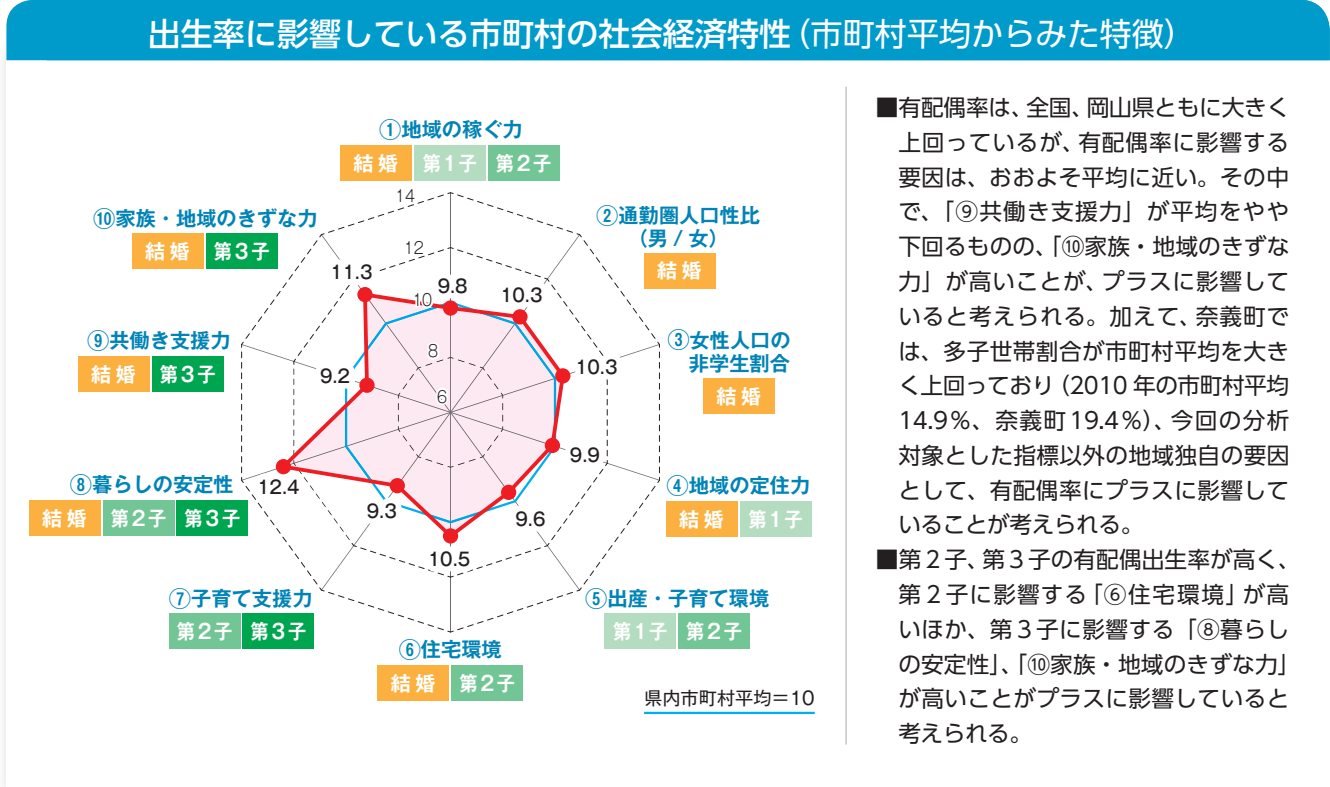 出生率に影響している市町村の社会経済特性（市町村平均からみた特徴）
①地域の稼ぐ力
結婚 第1子 第2子
②通勤圏人口性比
（男 / 女）
結婚
③女性人口の
非学生割合
結婚
④地域の定住力
結婚 第1子
⑤出産・子育て環境
第1子 第2子
⑥住宅環境
結婚 第2子
⑦子育て支援力
第2子 第3子
⑧暮らしの安定性
結婚 第2子 第3子
⑨共働き支援力
結婚 第3子
⑩家族・地域のきずな力
結婚 第3子
14
12
10
8
6
9.8
10.3
10.3
9.9
9.6
10.5
9.3
12.4
9.2
11.3
県内市町村平均＝10
■有配偶率は、全国、岡山県ともに大きく
上回っているが、有配偶率に影響する
要因は、おおよそ平均に近い。その中
で、「⑨共働き支援力」が平均をやや
下回るものの、「⑩家族・地域のきずな
力」が高いことが、プラスに影響して
いると考えられる。加えて、奈義町で
は、多子世帯割合が市町村平均を大き
く上回っており（2010 年の市町村平均
14.9％、奈義町 19.4％）、今回の分析
対象とした指標以外の地域独自の要因
として、有配偶率にプラスに影響して
いることが考えられる。
■第２子、第３子の有配偶出生率が高く、
第２子に影響する「⑥住宅環境」が高
いほか、第３子に影響する「⑧暮らし
の安定性」、「⑩家族・地域のきずな力」
が高いことがプラスに影響していると
考えられる。